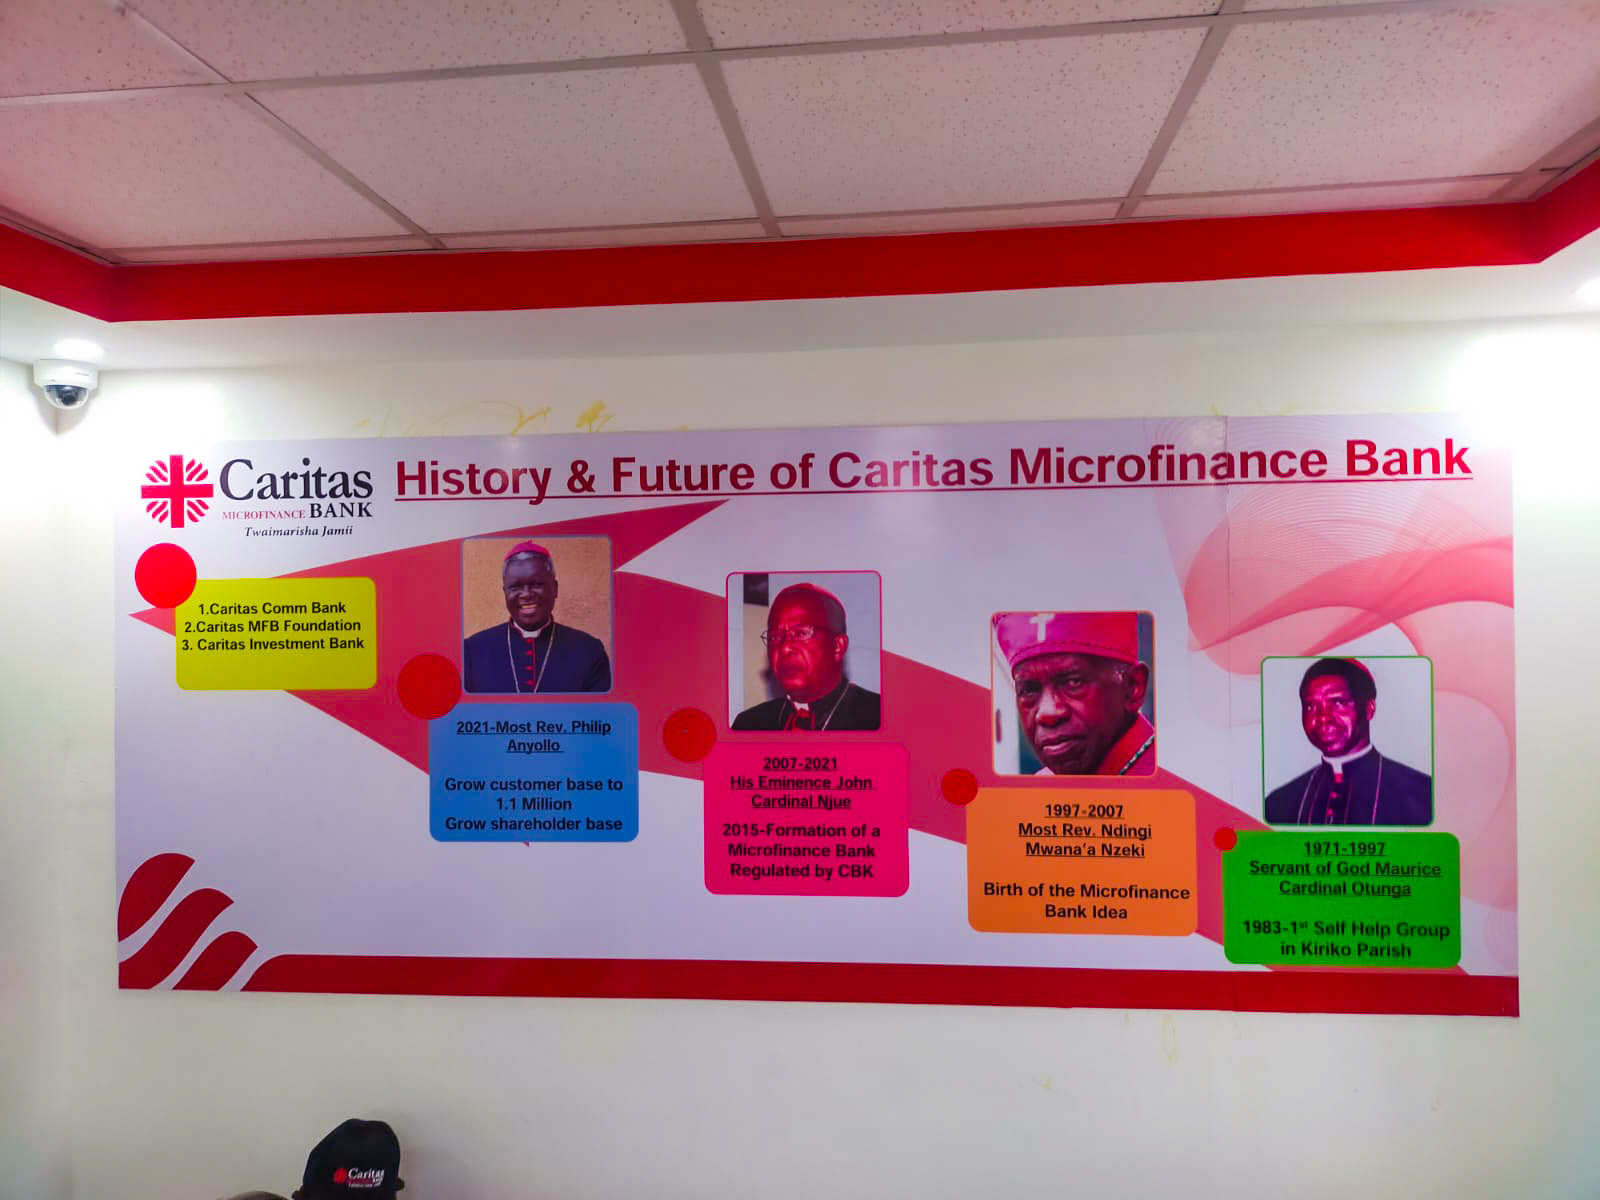 Caritas
MICROFINANCE BANK
Twaimarisha Jamii
History & Future of Caritas Microfinance Bank
1.Caritas Comm Bank
2.Caritas MFB Foundation
3. Caritas Investment Bank
2021-Most Rev. Philip
Anyollo
Grow customer base to
1.1 Million
Grow shareholder base
2007-2021
His Eminence John
Cardinal Njue
2015-Formation of a
Microfinance Bank
Regulated by CBK
1997-2007
Most Rev. Ndingi
Mwana'a Nzeki
Birth of the Microfinance
Bank Idea
1971-1997
Servant of God Maurice
Cardinal Otunga
1983-1st Self Help Group
in Kiriko Parish
Caritas
BANK